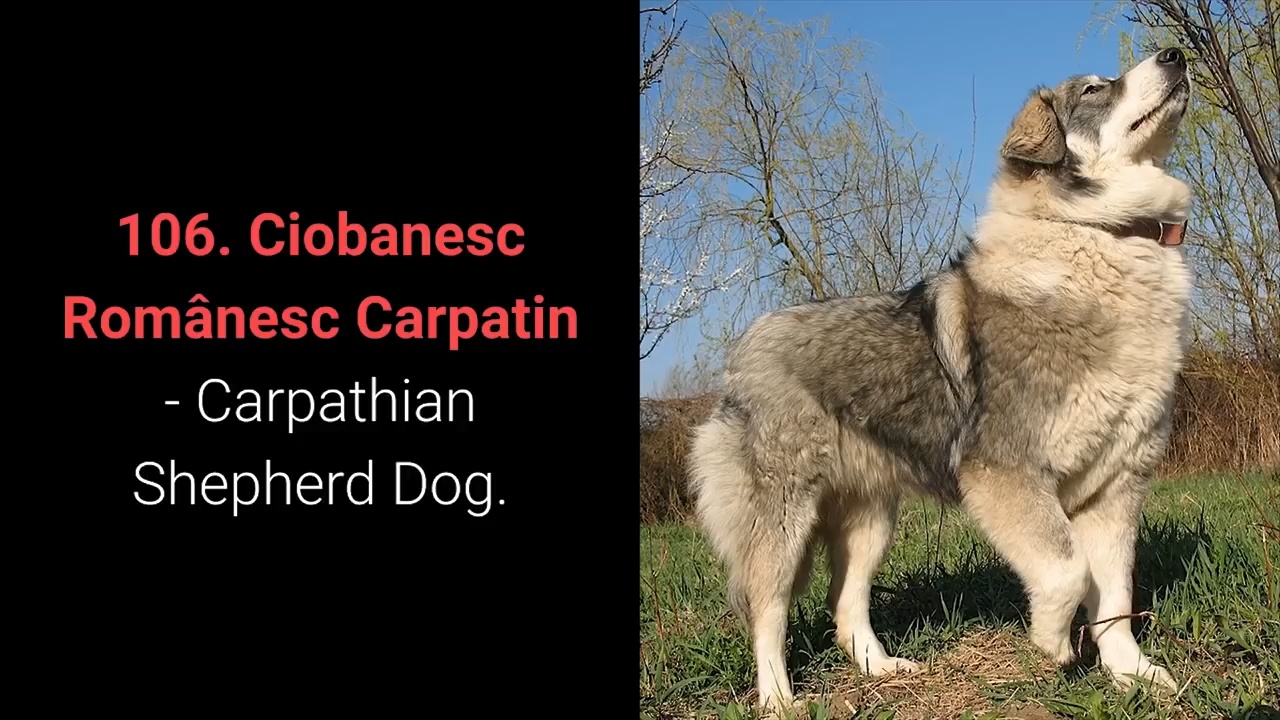 106. Ciobanesc
Românesc Carpatin
- Carpathian
Shepherd Dog.